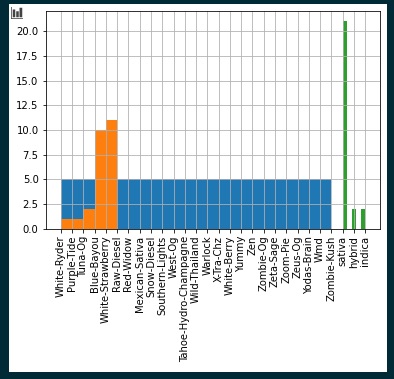 20.0
17.5
15.0
12.5
10.0
7.5
5.0
2.5
0.0
White-Ryder
Purple-Tide
Tuna-Og
Blue-Bayou
White-Strawberry
Raw-Diesel
Red-Widow
Mexican-Sativa
Snow-Diesel
Southern-Lights
West-Og
Tahoe-Hydro-Champagne
Wild-Thailand
Warlock
X-Tra-Chz
White-Berry
Yummy
Zen
Zombie-Og
Zeta-Sage
Zoom-Pie
Zeus-Og
Yodas-Brain
Wmd
Zombie-Kush
sativa
hybrid
indica